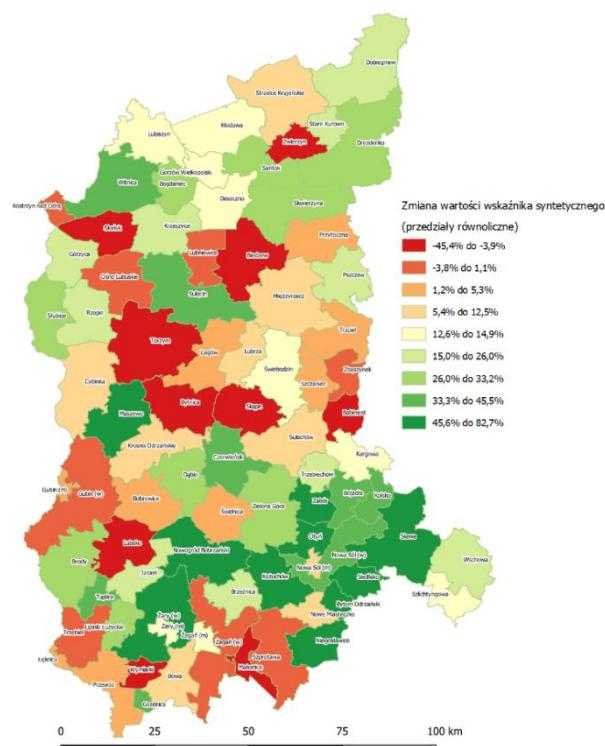 Dobiegniew
Strzelce Krajeńskie
Stare Kurowo
Kłodawa
Lubiszyn
Zwierzyn
Drezdenko
Gorzów Wielkopolski
Santok
Witnica
Bogdaniec
Deszczno
Skwierzyna
Kostrzyn nad Odrą
Słońsk
Krzeszyce
Lubniewice
Bledzew
Przytoczna
Górzyca
Ośno Lubuskie
Pszczew
Sulęcin
Międzyrzecz
Słubice
Rzepin
Torzym
Łagów
Lubrza
Trzciel
Świebodzin
Zbąszynek
Szczaniec
Cybinka
Maszewo
Bytnica
Skąpe
Babimost
Krosno Odrzańskie
Sulechów
Czerwieńsk
Kargowa
Dąbie
Trzebiechów
Gubin (m)
Gubin (w)
Bobrowice
Zabór
Bojadła
Kolsko
Świdnica
Zielona Góra
Lubsko
Otyń
Sława
Nowogród Bobrzański
Nowa Sól (w)
Brody
Wschowa
Nowa Sól (m)
Jasień
Kożuchów
Siedlisko
Tuplice
Brzeźnica
Bytom Odrzański
Szlichtyngowa
Żary (w)
Nowe Miasteczko
Lipinki Łużyckie
Żary (m)
Trzebiel
Żagań (m)
Żagań (w)
Niegosławice
Szprotawa
Łęknica
Małomice
Wymiarki
Przewóz
Iłowa
Gozdnica
Zmiana wartości wskaźnika syntetycznego
(przedziały równoliczne)
-45,4% do -3,9%
-3,8% do 1,1%
1,2% do 5,3%
5,4% do 12,5%
12,6% do 14,9%
15,0% do 26,0%
26,0% do 33,2%
33,3% do 45,5%
45,6% do 82,7%
0 25 50 75 100 km